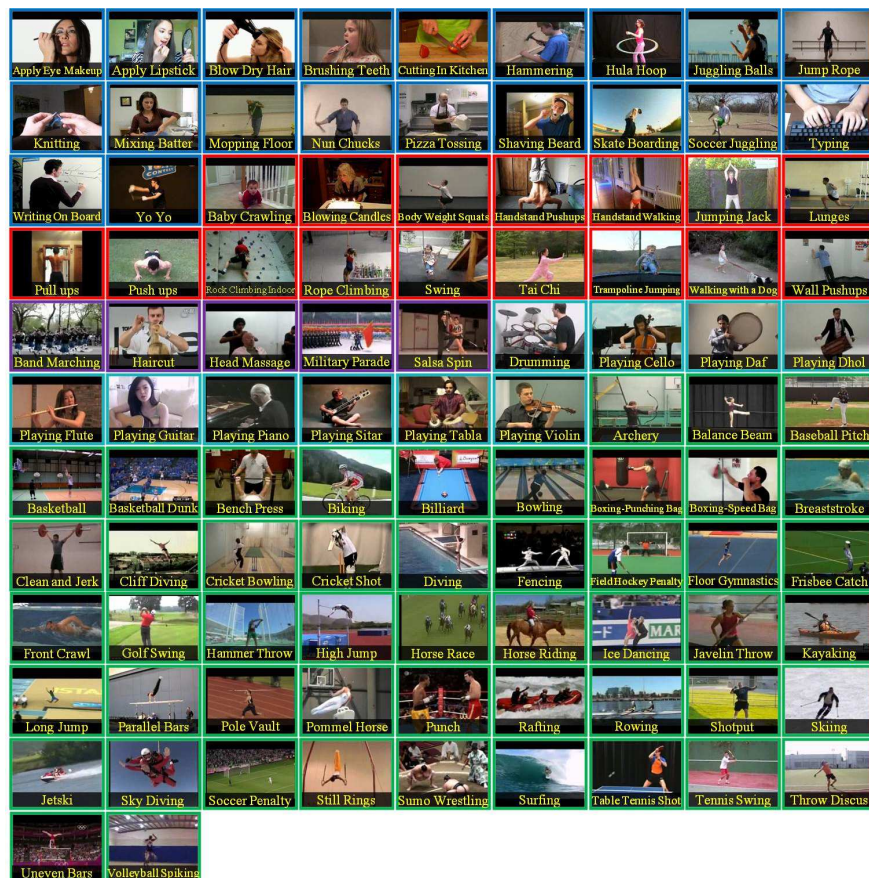 Apply Eye Makeup Apply Lipstick Blow Dry Hair Brushing Teeth Cutting In Kitchen Hammering Hula Hoop Juggling Balls Jump Rope
Knitting Mixing Batter Mopping Floor Nun Chucks Pizza Tossing Shaving Beard Skate Boarding Soccer Juggling Typing
Writing On Board Yo Yo Baby Crawling Blowing Candles Body Weight Squats Handstand Pushups Handstand Walking Jumping Jack Lunges
Pull ups Push ups Rock Climbing Indoor Rope Climbing Swing Tai Chi Trampoline Jumping Walking with a Dog Wall Pushups
Band Marching Haircut Head Massage Military Parade Salsa Spin Drumming Playing Cello Playing Daf Playing Dhol
Playing Flute Playing Guitar Playing Piano Playing Sitar Playing Tabla Playing Violin Archery Balance Beam Baseball Pitch
Basketball Basketball Dunk Bench Press Biking Billiard Bowling Boxing-Punching Bag Boxing-Speed Bag Breaststroke
Clean and Jerk Cliff Diving Cricket Bowling Cricket Shot Diving Fencing Field Hockey Penalty Floor Gymnastics Frisbee Catch
MAR
Front Crawl Golf Swing Hammer Throw High Jump Horse Race Horse Riding Ice Dancing Javelin Throw Kayaking
Long Jump Parallel Bars Pole Vault Pommel Horse Punch Rafting Rowing Shotput Skiing
Jetski Sky Diving Soccer Penalty Still Rings Sumo Wrestling Surfing Table Tennis Shot Tennis Swing Throw Discus
Uneven Bars Volleyball Spiking